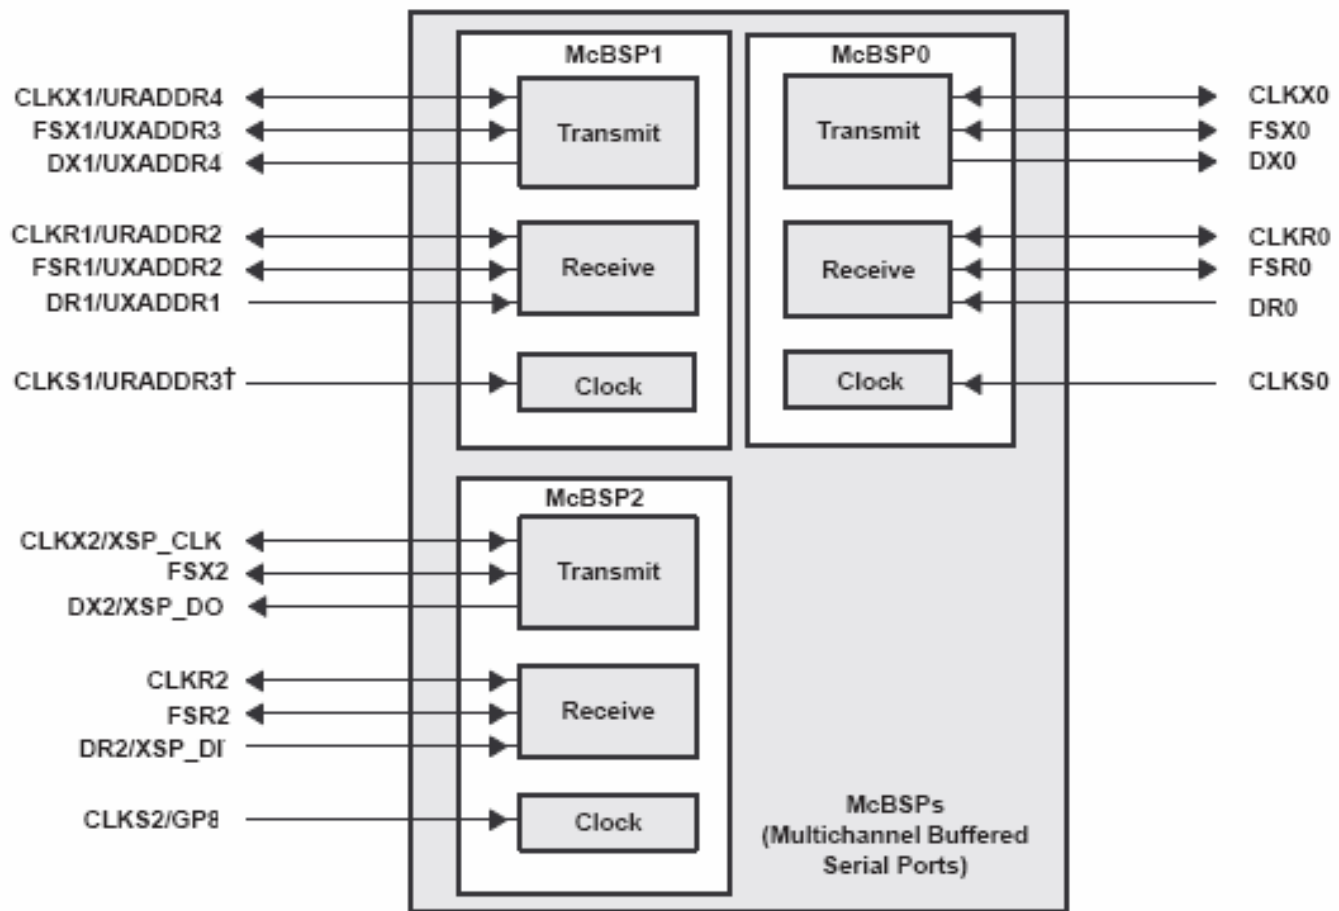 McBSP1
CLKX1/URADDR4
FSX1/UXADDR3
DX1/UXADDR4
Transmit
CLKR1/URADDR2
FSR1/UXADDR2
DR1/UXADDR1
Receive
CLKS1/URADDR3†
Clock
McBSP0
Transmit
CLKX0
FSX0
DX0
Receive
CLKR0
FSR0
DR0
Clock
CLKS0
McBSP2
CLKX2/XSP_CLK
FSX2
DX2/XSP_DO
Transmit
CLKR2
FSR2
DR2/XSP_DI
Receive
CLKS2/GP8
Clock
McBSPs
(Multichannel Buffered
Serial Ports)